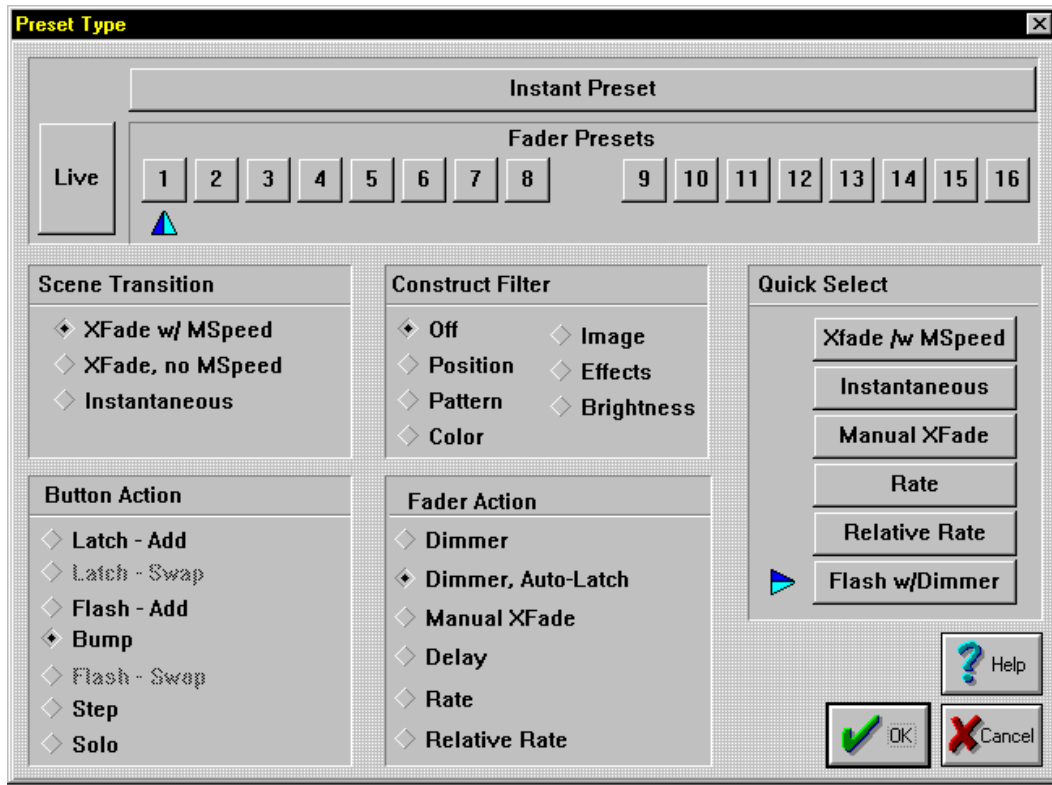 Preset Type
Instant Preset
Fader Presets
Live
1 2 3 4 5 6 7 8 9 10 11 12 13 14 15 16
Scene Transition
XFade w/ MSpeed
XFade, no MSpeed
Instantaneous
Construct Filter
Off
Position
Pattern
Color
Image
Effects
Brightness
Quick Select
Xfade /w MSpeed
Instantaneous
Manual XFade
Rate
Relative Rate
Flash w/Dimmer
Button Action
Latch - Add
Latch - Swap
Flash - Add
Bump
Flash - Swap
Step
Solo
Fader Action
Dimmer
Dimmer, Auto-Latch
Manual XFade
Delay
Rate
Relative Rate
Help
OK
Cancel